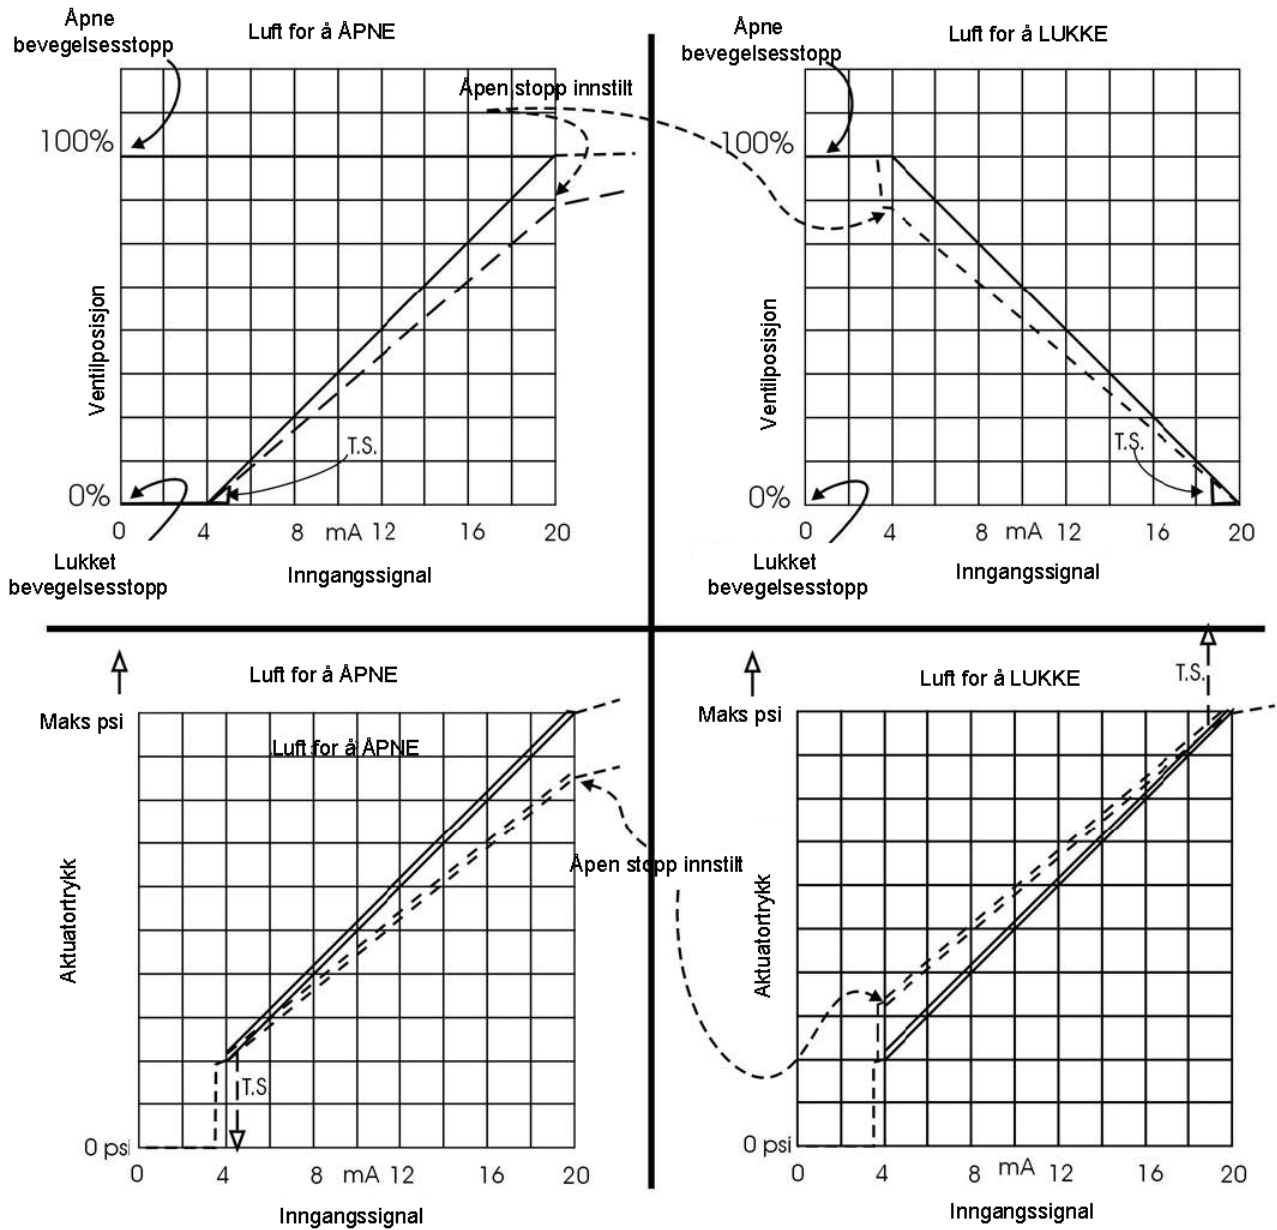 Åpne
bevegelsesstopp
Luft for å ÅPNE
Åpen stopp innstilt
100%
Ventilposisjon
T.S.
0%
0 4 8 mA 12 16 20
Lukket
bevegelsesstopp
Inngangssignal
Åpne
bevegelsesstopp
Luft for å LUKKE
100%
Ventilposisjon
T.S.
0%
0 4 8 mA 12 16 20
Lukket
bevegelsesstopp
Inngangssignal
Luft for å ÅPNE
Maks psi
Luft for å ÅPNE
Aktuatortrykk
Åpen stopp innstilt
T.S.
0 psi
0 4 8 mA 12 16 20
Inngangssignal
Luft for å LUKKE
T.S.
Maks psi
Aktuatortrykk
0 psi
0 4 8 mA 12 16 20
Inngangssignal